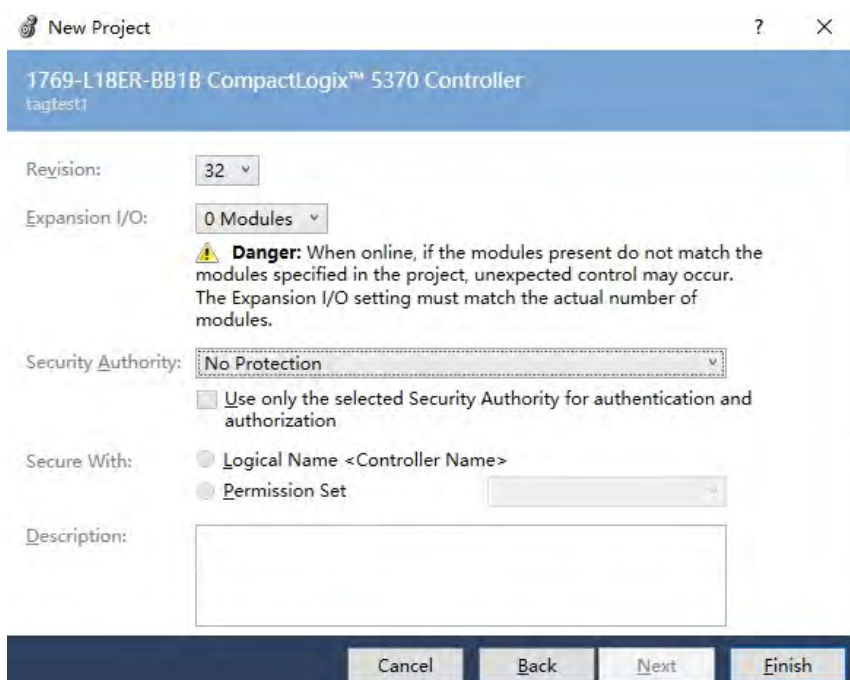 New Project
? ×
1769-L18ER-BB1B CompactLogix™ 5370 Controller
tagtest1
Revision: 32
Expansion I/O: 0 Modules
Danger: When online, if the modules present do not match the
modules specified in the project, unexpected control may occur.
The Expansion I/O setting must match the actual number of
modules.
Security Authority: No Protection
Use only the selected Security Authority for authentication and
authorization
Secure With: Logical Name <Controller Name>
Permission Set
Description:
Cancel Back Next Finish